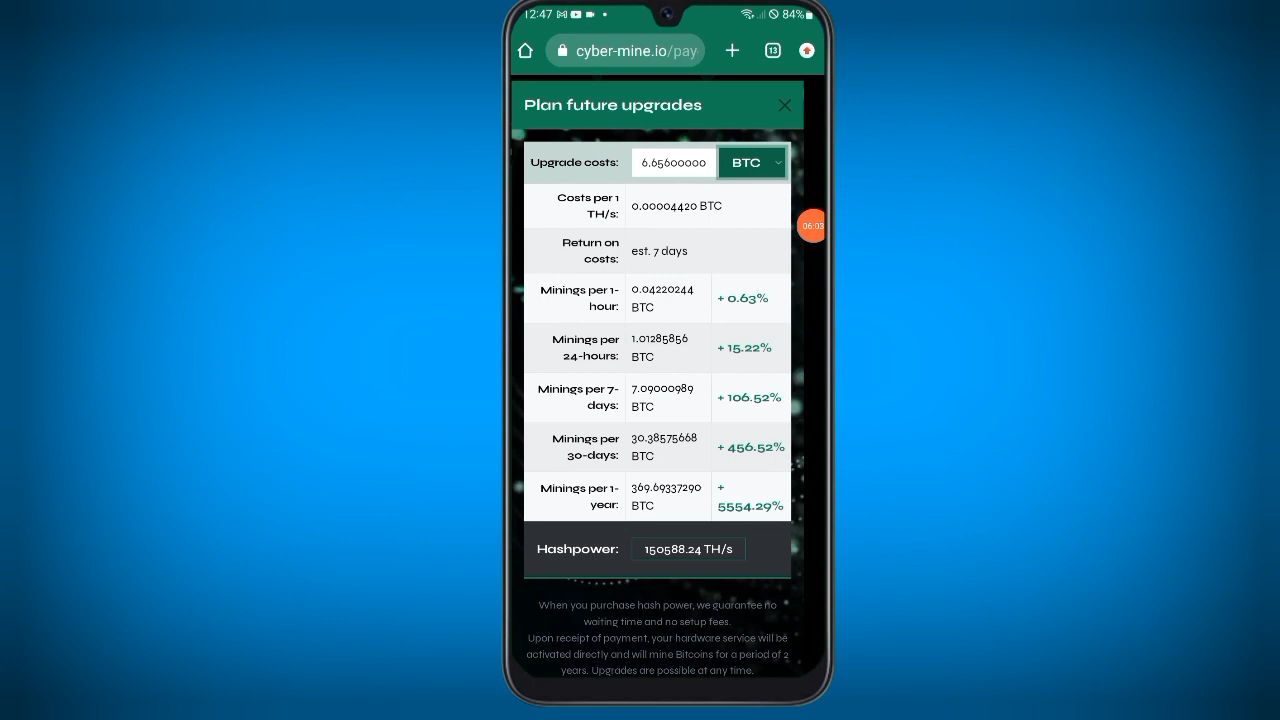 12:47
84%
cyber-mine.io/pay
13
Plan future upgrades
Upgrade costs: 6.65600000 BTC
Costs per 1
TH/s:
0.00004420 BTC
Return on
costs:
est. 7 days
Minings per 1-
hour:
0.04220244
BTC
+ 0.63%
Minings per
24-hours:
1.01285856
BTC
+ 15.22%
Minings per 7-
days:
7.09000989
BTC
+ 106.52%
Minings per
30-days:
30.38575668
BTC
+ 456.52%
Minings per 1-
year:
369.69337290
BTC
+
5554.29%
Hashpower: 150588.24 TH/s
When you purchase hash power, we guarantee no
waiting time and no setup fees.
Upon receipt of payment, your hardware service will be
activated directly and will mine Bitcoins for a period of 2
years. Upgrades are possible at any time.
06:03